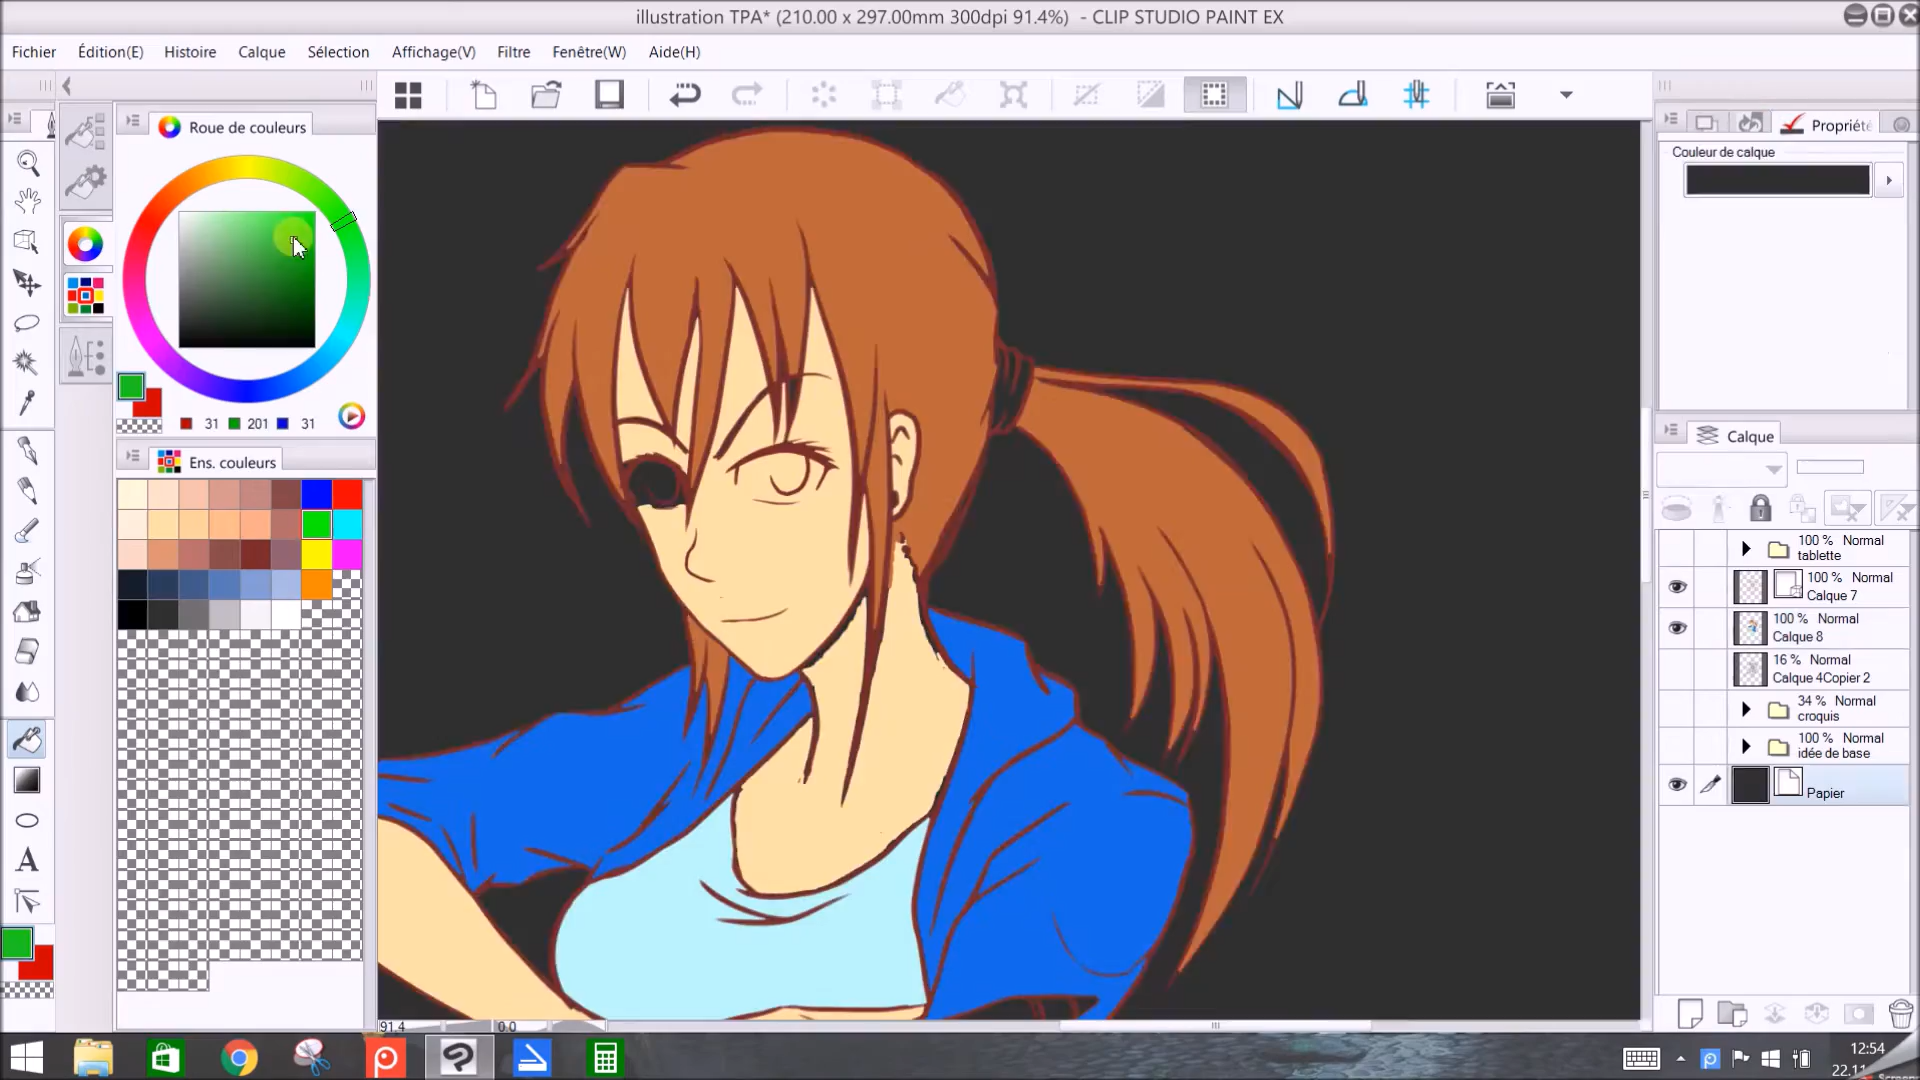 illustration TPA* (210.00 x 297.00mm 300dpi 91.4%) - CLIP STUDIO PAINT EX
Fichier Édition(E) Histoire Calque Sélection Affichage(V) Filtre Fenêtre(W) Aide(H)
Roue de couleurs
31 201 31
Ens. couleurs
Propriété
Couleur de calque
Calque
100 % Normal
tablette
100 % Normal
Calque 7
100 % Normal
Calque 8
16 % Normal
Calque 4Copier 2
34 % Normal
croquis
100 % Normal
idée de base
Papier
A
91.4 0.0
12:54
22.11